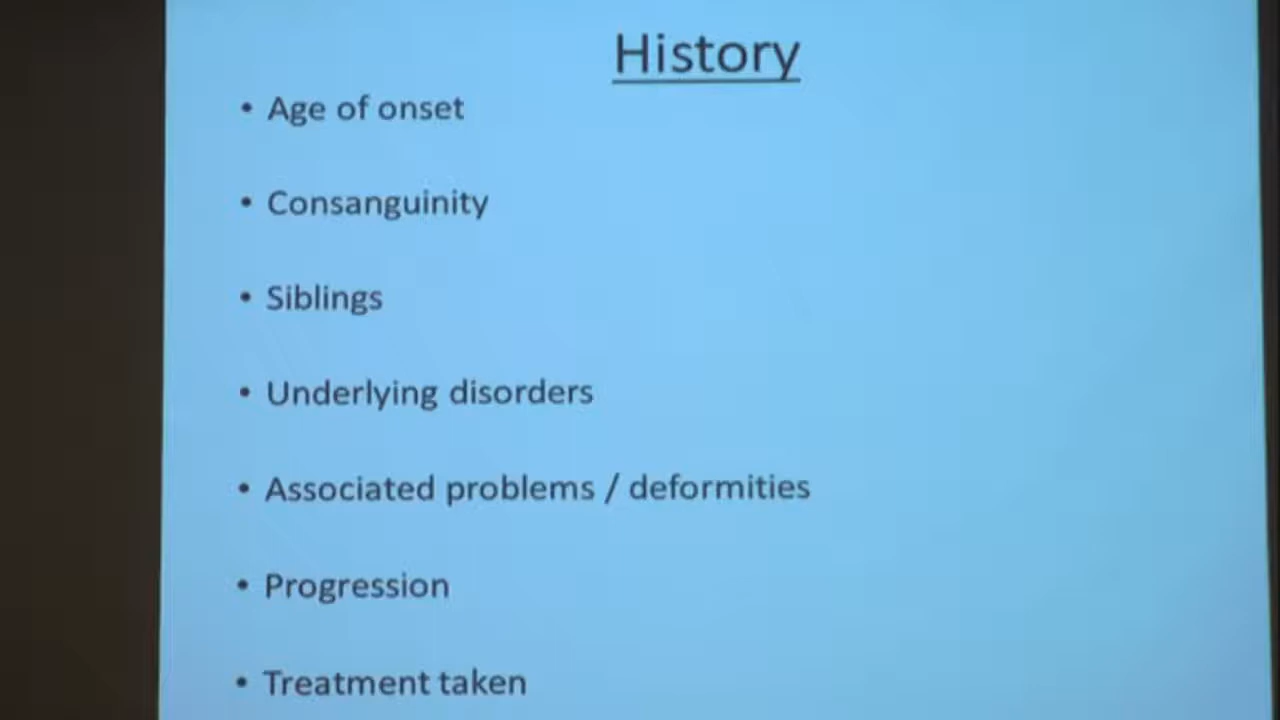 History
• Age of onset
• Consanguinity
• Siblings
• Underlying disorders
• Associated problems / deformities
• Progression
• Treatment taken